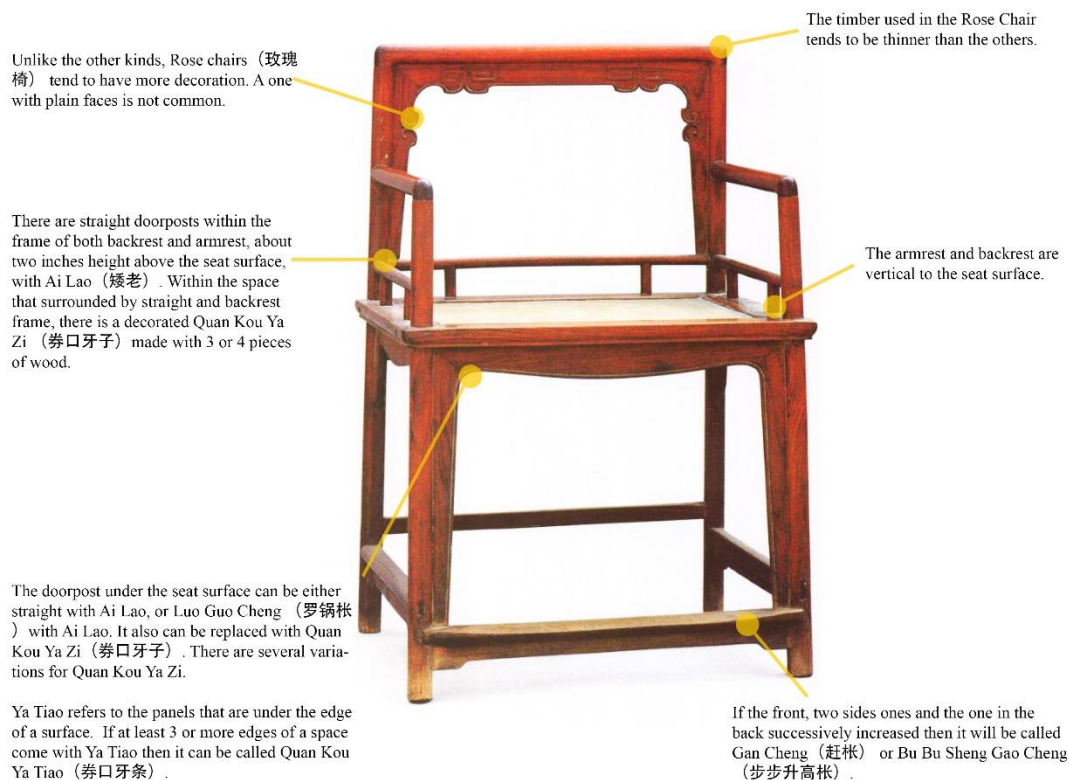 Unlike the other kinds, Rose chairs（玫瑰
椅） tend to have more decoration. A one
with plain faces is not common.
The timber used in the Rose Chair
tends to be thinner than the others.
There are straight doorposts within the
frame of both backrest and armrest, about
two inches height above the seat surface,
with Ai Lao（矮老）. Within the space
that surrounded by straight and backrest
frame, there is a decorated Quan Kou Ya
Zi （券口牙子）made with 3 or 4 pieces
of wood.
The armrest and backrest are
vertical to the seat surface.
The doorpost under the seat surface can be either
straight with Ai Lao, or Luo Guo Cheng （罗锅枨
）with Ai Lao. It also can be replaced with Quan
Kou Ya Zi（券口牙子）. There are several varia-
tions for Quan Kou Ya Zi.
Ya Tiao refers to the panels that are under the edge
of a surface.  If at least 3 or more edges of a space
come with Ya Tiao then it can be called Quan Kou
Ya Tiao（券口牙条）.
If the front, two sides ones and the one in the
back successively increased then it will be called
Gan Cheng（赶枨） or Bu Bu Sheng Gao Cheng
（步步升高枨）.